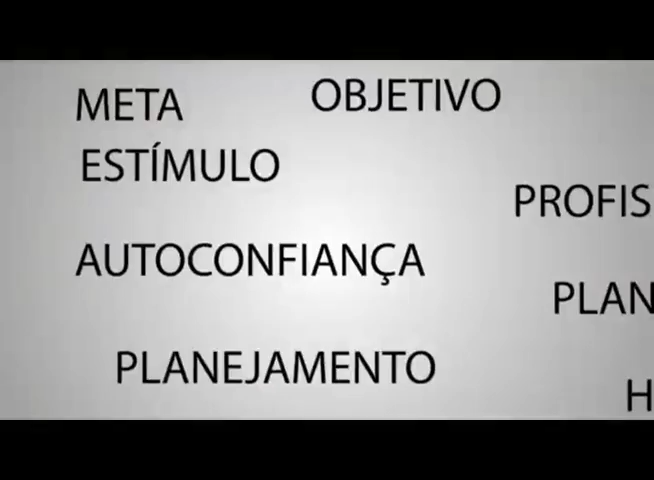 META
OBJETIVO
ESTÍMULO
PROFIS
AUTOCONFIANÇA
PLAN
PLANEJAMENTO
H